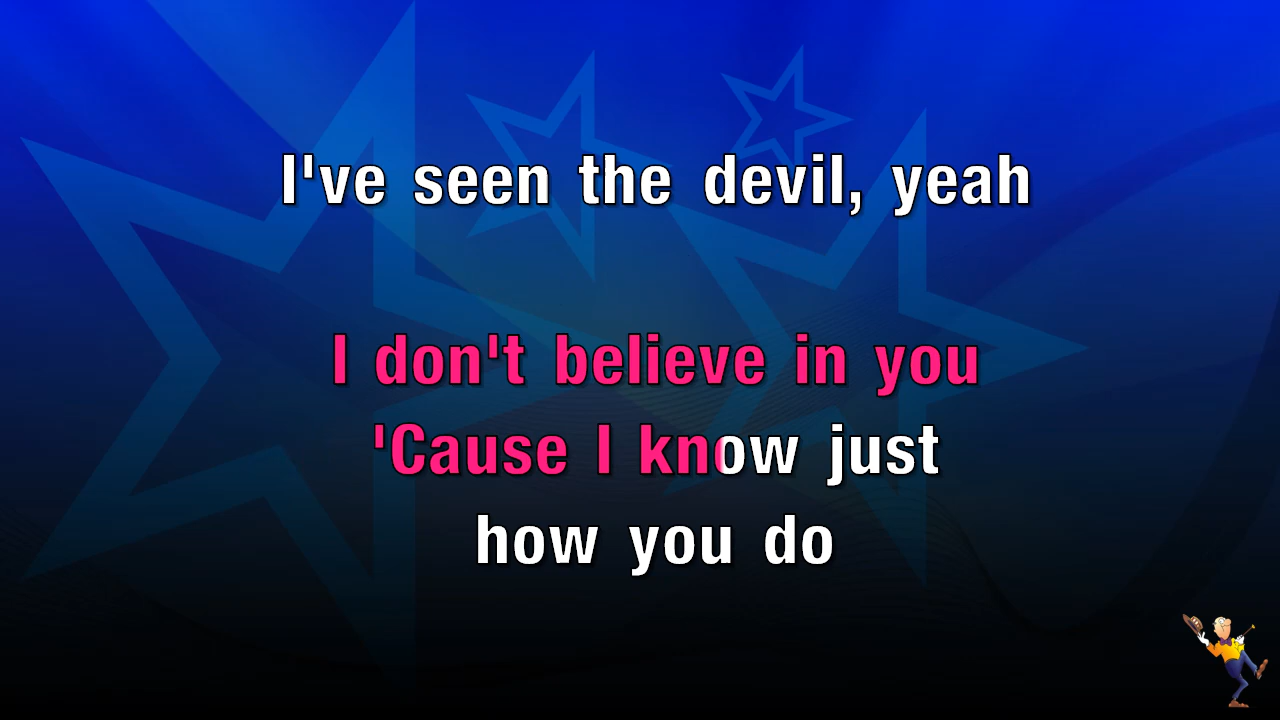 I've seen the devil, yeah
I don't believe in you
'Cause I know just
how you do